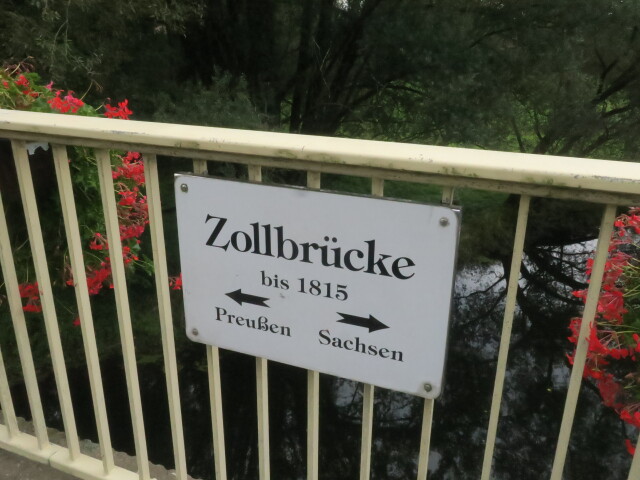 Zollbrücke
bis 1815
Preußen
Sachsen